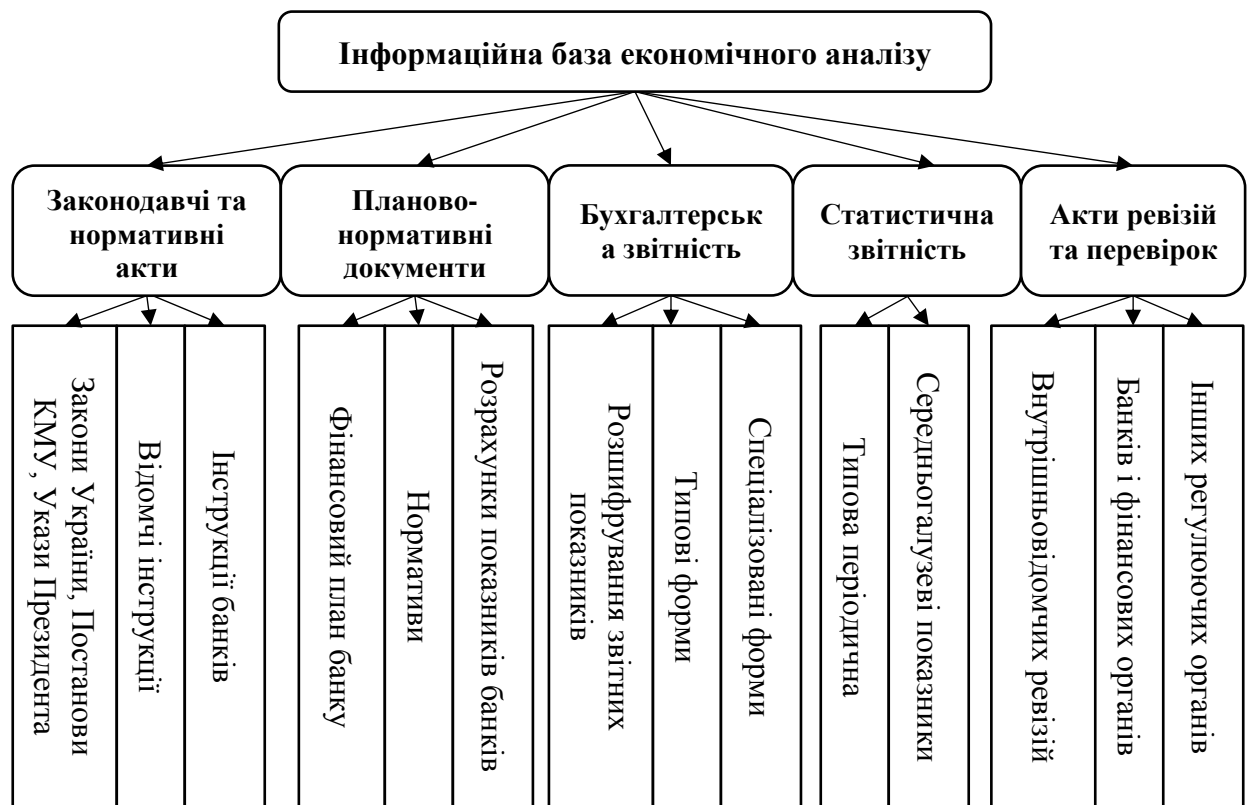 Інформаційна база економічного аналізу
Законодавчі та
нормативні
акти
Планово-
нормативні
документи
Бухгалтерськ
а звітність
Статистична
звітність
Акти ревізій
та перевірок
Закони України, Постанови
КМУ , Укази Президента
Відомчі інструкції
Інструкції банків
Фінансовий план банку
Нормативи
Розрахунки показників банків
Розшифрування звітних
показників
Типові форми
Спеціалізовані форми
Типова періодична
Середньогалузеві показники
Внутрішньовідомчих ревізій
Банків і фінансових органів
Інших регулюючих органів